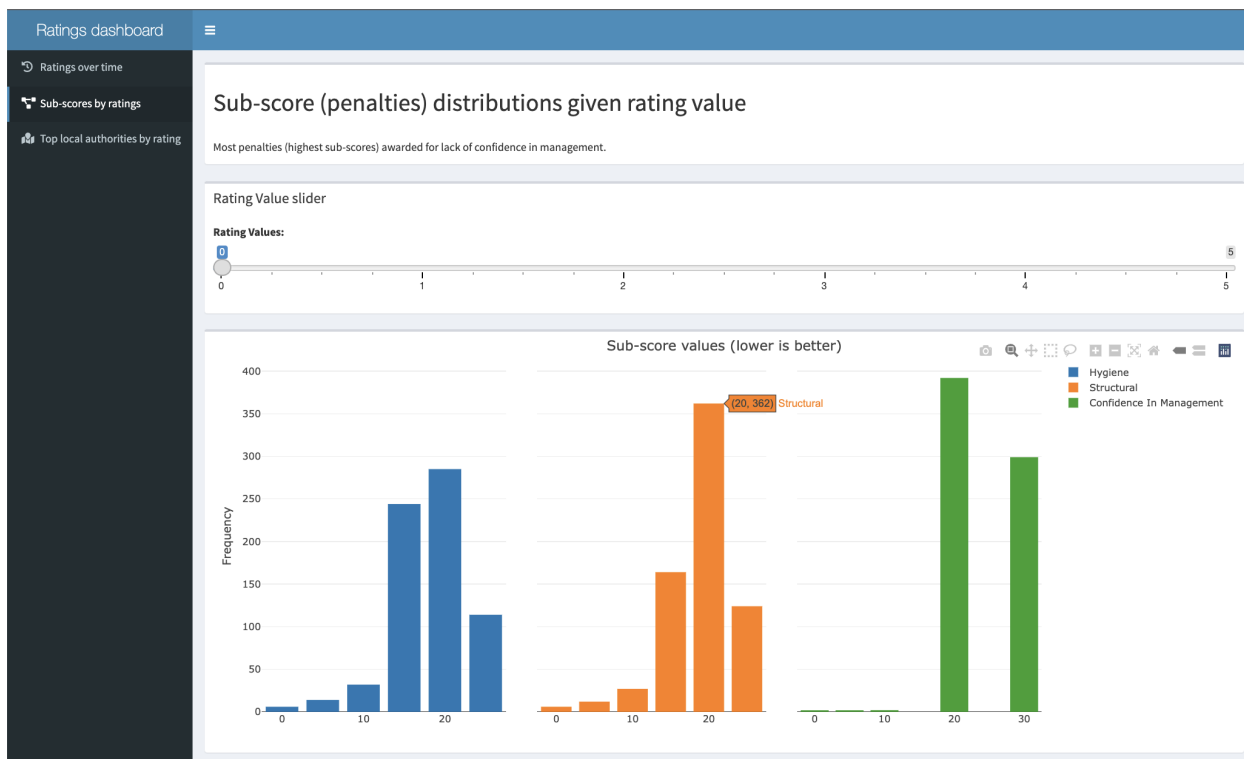 Ratings dashboard
Ratings over time
Sub-scores by ratings
Top local authorities by rating
Sub-score (penalties) distributions given rating value
Most penalties (highest sub-scores) awarded for lack of confidence in management.
Rating Value slider
Rating Values:
0 5
0 1 2 3 4 5
Sub-score values (lower is better)
Hygiene
Structural
Confidence In Management
(20, 362) Structural
Frequency
400
350
300
250
200
150
100
50
0
0 10 20 0 10 20 0 10 20 30